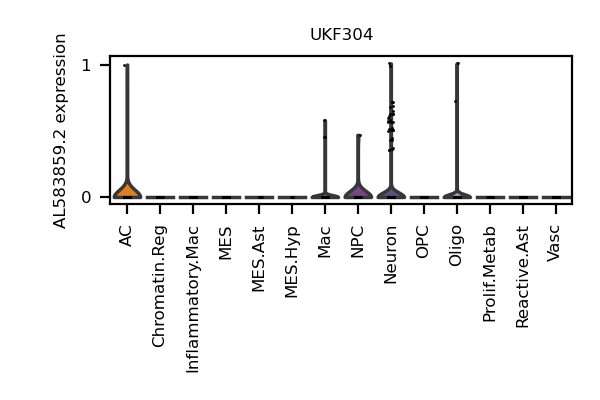 UKF304
AL583859.2 expression
1
0
AC
Chromatin.Reg
Inflammatory.Mac
MES
MES.Ast
MES.Hyp
Mac
NPC
Neuron
OPC
Oligo
Prolif.Metab
Reactive.Ast
Vasc